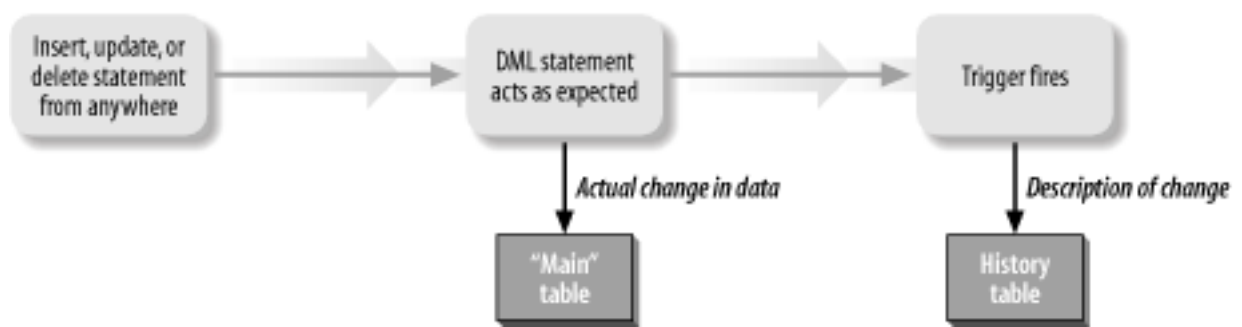 Insert, update, or
delete statement
from anywhere
DML statement
acts as expected
Trigger fires
Actual change in data
Description of change
“Main”
table
History
table